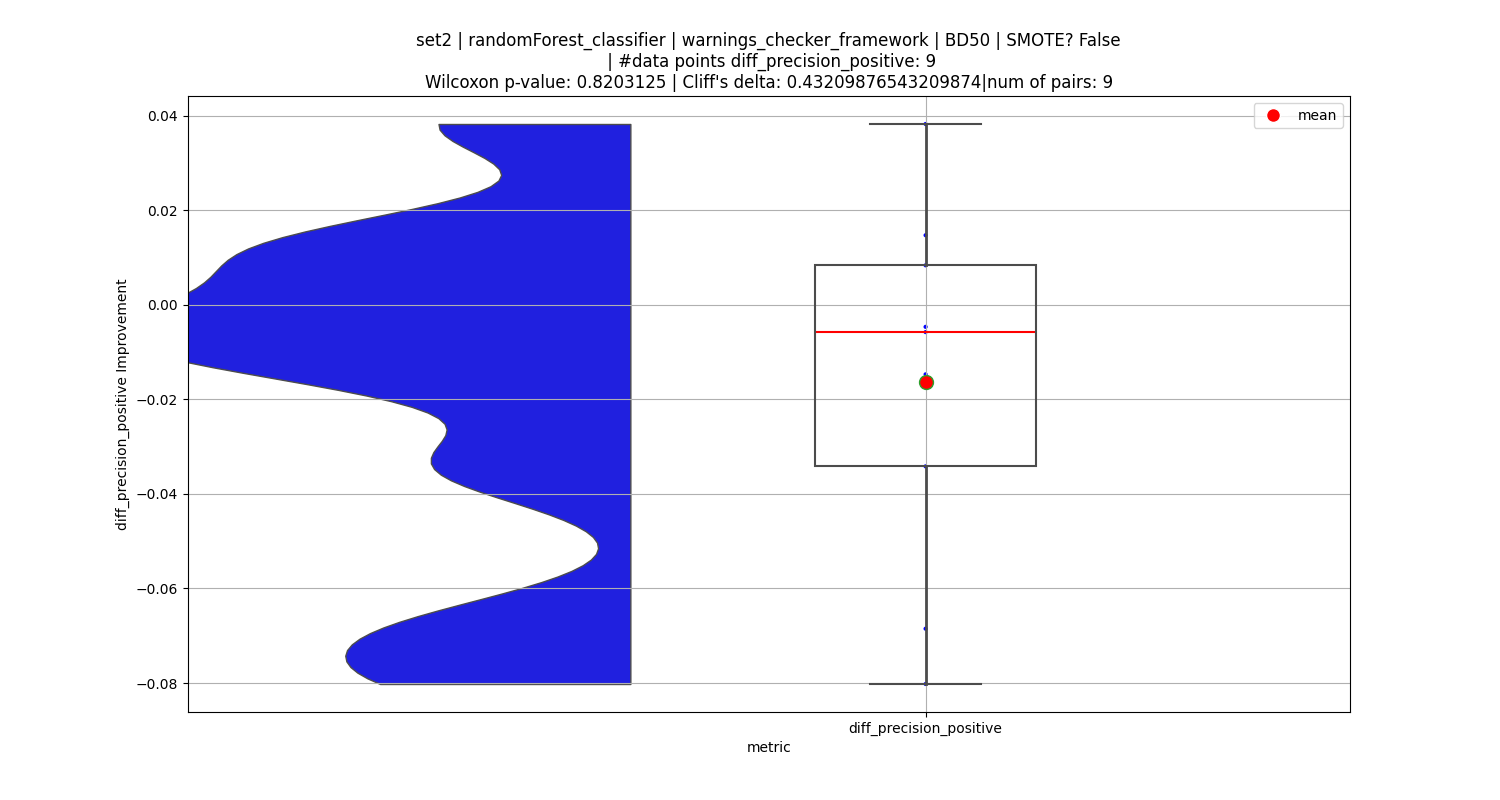 set2 | randomForest_classifier | warnings_checker_framework | BD50 | SMOTE? False
| #data points diff_precision_positive: 9
Wilcoxon p-value: 0.8203125 | Cliff's delta: 0.43209876543209874|num of pairs: 9
mean
0.04
0.02
0.00
−0.02
−0.04
−0.06
−0.08
diff_precision_positive Improvement
diff_precision_positive
metric